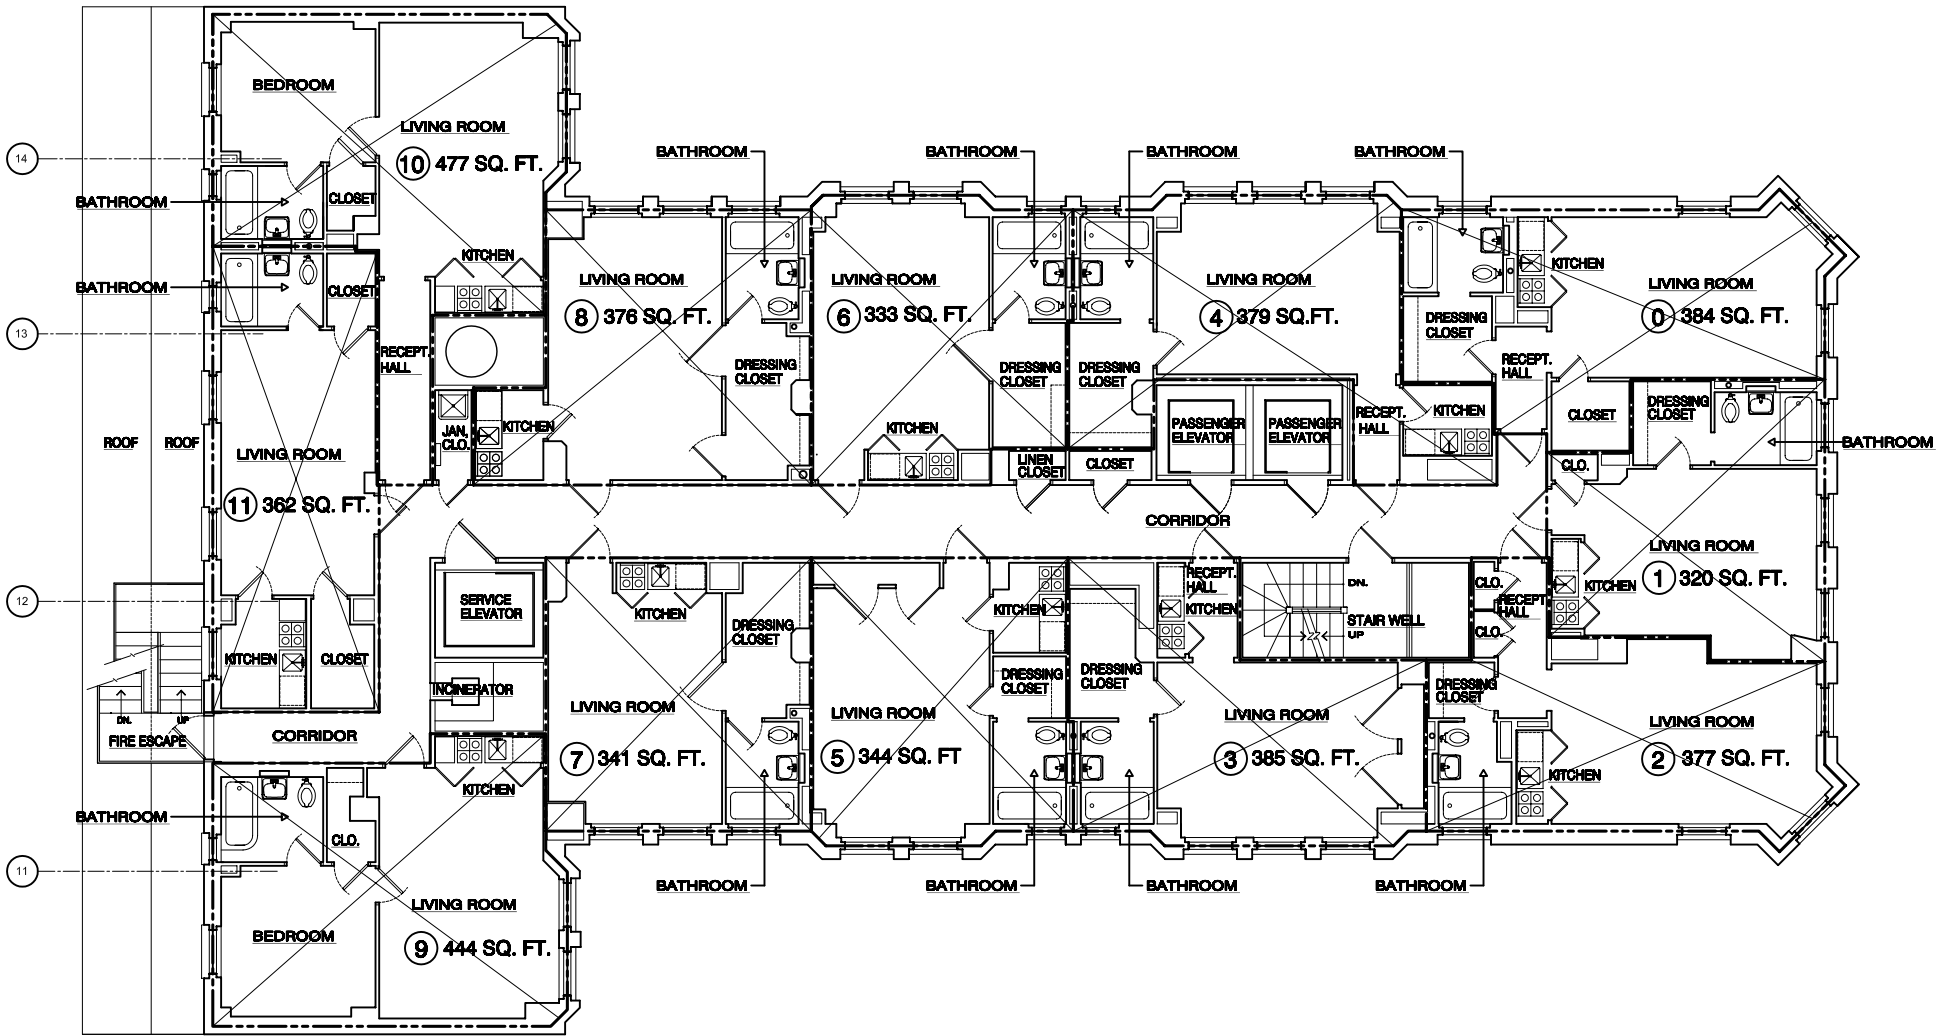 BEDROOM
LIVING ROOM
10 477 SQ. FT.
14
BATHROOM
CLOSET
BATHROOM
CLOSET
13
KITCHEN
RECEPT.
HALL
BATHROOM
BATHROOM
BATHROOM
BATHROOM
LIVING ROOM
8 376 SQ. FT.
DRESSING
CLOSET
KITCHEN
JAN.
CLO.
LIVING ROOM
6 333 SQ. FT.
DRESSING
CLOSET
KITCHEN
LINEN
CLOSET
LIVING ROOM
4 379 SQ.FT.
DRESSING
CLOSET
CLOSET
PASSENGER
ELEVATOR
PASSENGER
ELEVATOR
RECEPT.
HALL
KITCHEN
DRESSING
CLOSET
KITCHEN
LIVING ROOM
0 384 SQ. FT.
RECEPT.
HALL
CLOSET
DRESSING
CLOSET
BATHROOM
CLO.
ROOF
ROOF
LIVING ROOM
11 362 SQ. FT.
CORRIDOR
LIVING ROOM
1 320 SQ. FT.
KITCHEN
12
KITCHEN
CLOSET
SERVICE
ELEVATOR
INCINERATOR
DN.
UP
FIRE ESCAPE
CORRIDOR
KITCHEN
DRESSING
CLOSET
LIVING ROOM
7 341 SQ. FT.
KITCHEN
DRESSING
CLOSET
LIVING ROOM
5 344 SQ. FT
RECEPT.
HALL
KITCHEN
DRESSING
CLOSET
DN.
STAIR WELL
UP
LIVING ROOM
3 385 SQ. FT.
CLO.
RECEPT.
HALL
CLO.
DRESSING
CLOSET
KITCHEN
LIVING ROOM
2 377 SQ. FT.
KITCHEN
BATHROOM
CLO.
11
LIVING ROOM
9 444 SQ. FT.
BEDROOM
BATHROOM
BATHROOM
BATHROOM
BATHROOM